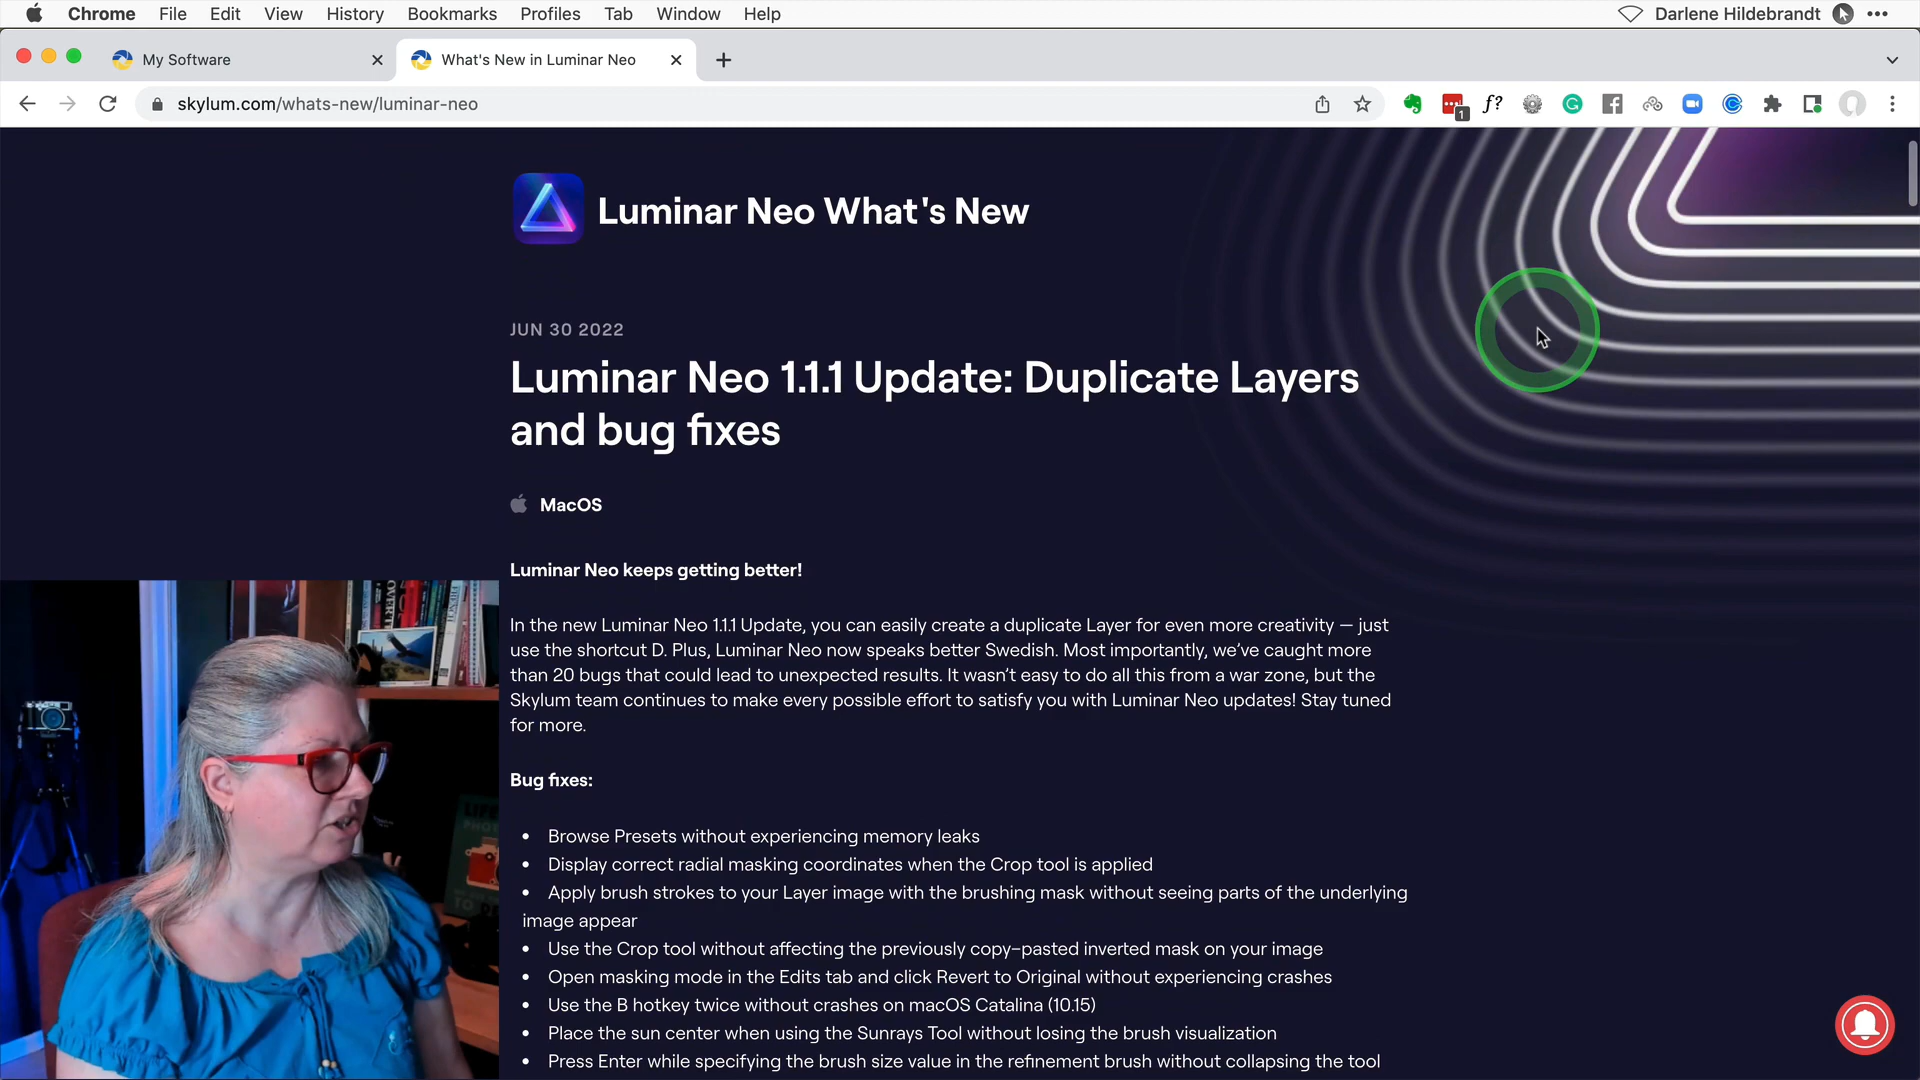 Chrome File Edit View History Bookmarks Profiles Tab Window Help Darlene Hildebrandt
My Software What's New in Luminar Neo
skylum.com/whats-new/luminar-neo f? 1
Luminar Neo What's New
JUN 30 2022
Luminar Neo 1.1.1 Update: Duplicate Layers
and bug fixes
MacOS
Luminar Neo keeps getting better!
In the new Luminar Neo 1.1.1 Update, you can easily create a duplicate Layer for even more creativity — just
use the shortcut D. Plus, Luminar Neo now speaks better Swedish. Most importantly, we've caught more
than 20 bugs that could lead to unexpected results. It wasn't easy to do all this from a war zone, but the
Skylum team continues to make every possible effort to satisfy you with Luminar Neo updates! Stay tuned
for more.
Bug fixes:
• Browse Presets without experiencing memory leaks
• Display correct radial masking coordinates when the Crop tool is applied
• Apply brush strokes to your Layer image with the brushing mask without seeing parts of the underlying
image appear
• Use the Crop tool without affecting the previously copy-pasted inverted mask on your image
• Open masking mode in the Edits tab and click Revert to Original without experiencing crashes
• Use the B hotkey twice without crashes on macOS Catalina (10.15)
• Place the sun center when using the Sunrays Tool without losing the brush visualization
• Press Enter while specifying the brush size value in the refinement brush without collapsing the tool